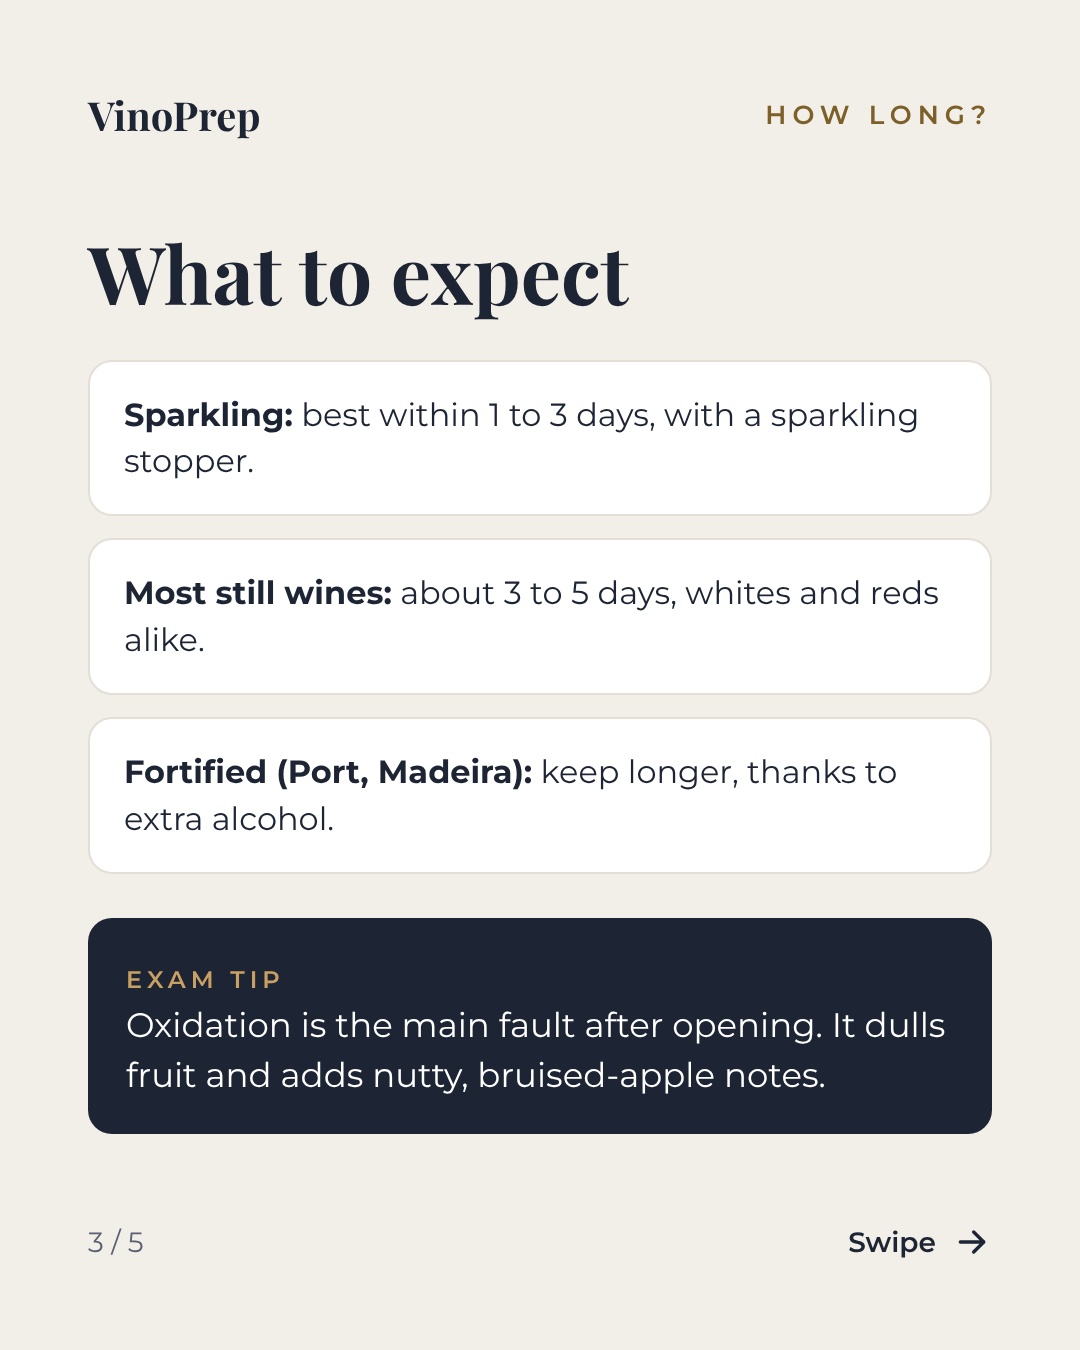 VinoPrep
HOW LONG?
What to expect
Sparkling: best within 1 to 3 days, with a sparkling
stopper.
Most still wines: about 3 to 5 days, whites and reds
alike.
Fortified (Port, Madeira): keep longer, thanks to
extra alcohol.
EXAM TIP
Oxidation is the main fault after opening. It dulls
fruit and adds nutty, bruised-apple notes.
3 / 5
Swipe →